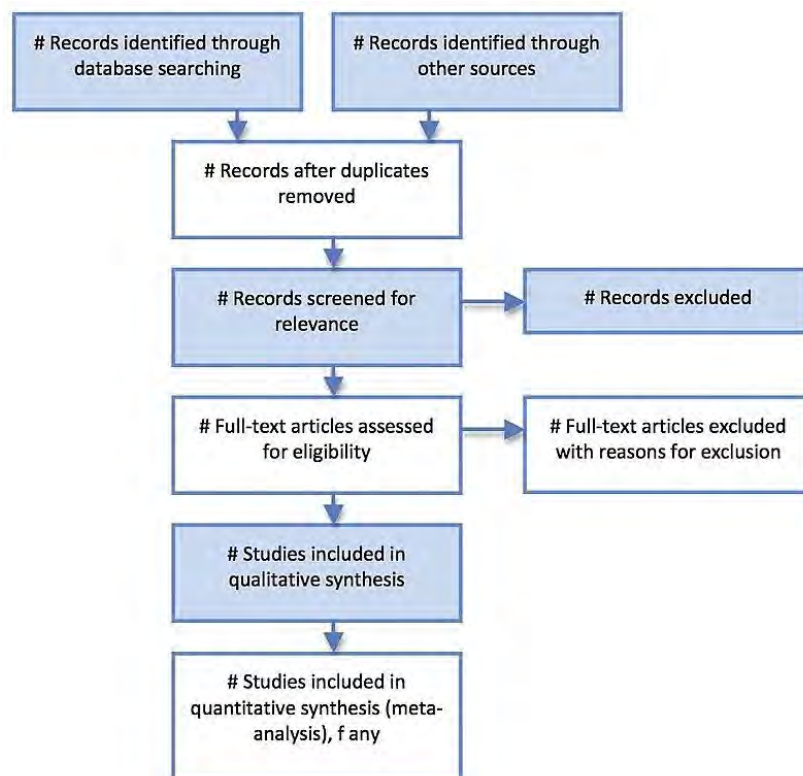 # Records identified through
database searching
# Records identified through
other sources
# Records after duplicates
removed
# Records screened for
relevance
# Records excluded
# Full-text articles assessed
for eligibility
# Full-text articles excluded
with reasons for exclusion
# Studies included in
qualitative synthesis
# Studies included in
quantitative synthesis (meta-
analysis), f any